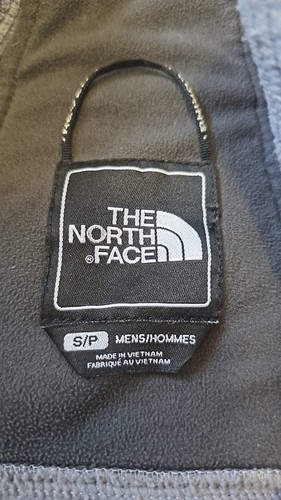 THE
NORTH
®FACE
S/P MENS/HOMMES
MADE IN VIETNAM
FABRIQUÉ AU VIETNAM